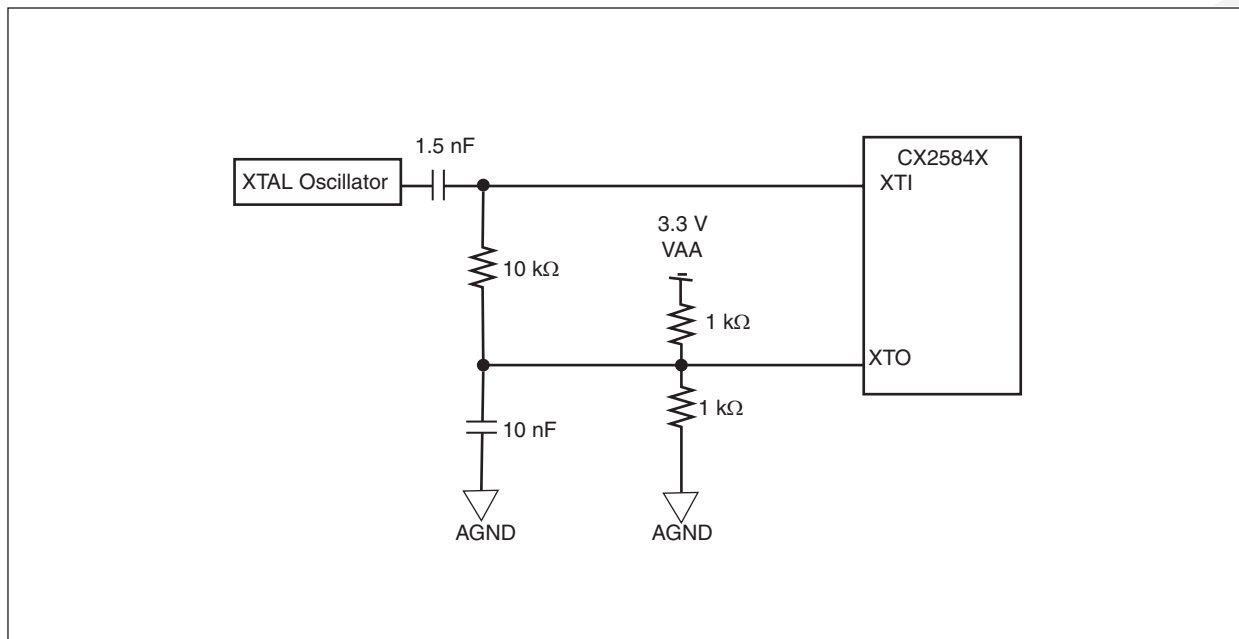 1.5 nF
XTAL Oscillator
CX2584X
XTI
3.3 V
VAA
10 kΩ
1 kΩ
XTO
1 kΩ
10 nF
AGND
AGND